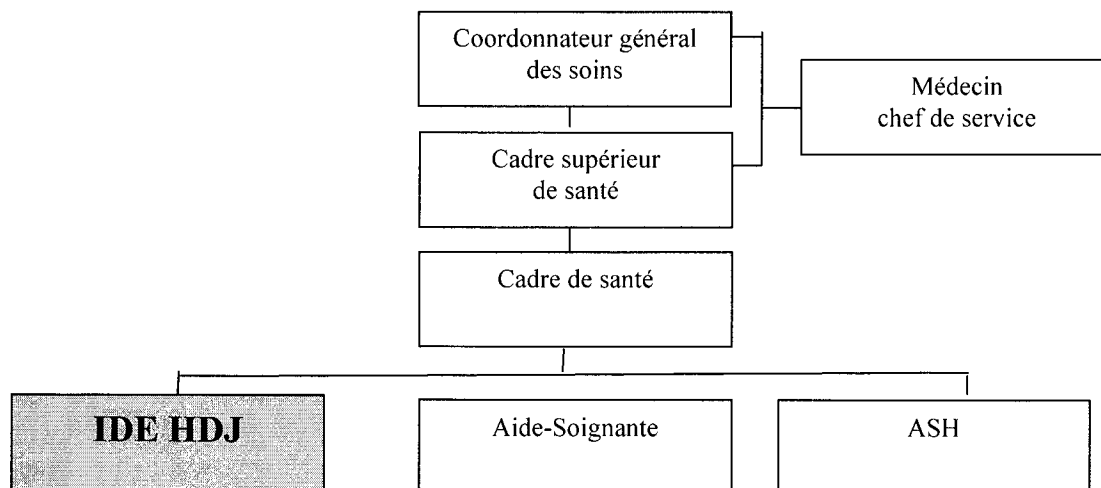 Coordonnateur général
des soins
Médecin
chef de service
Cadre supérieur
de santé
Cadre de santé
IDE HDJ
Aide-Soignante
ASH